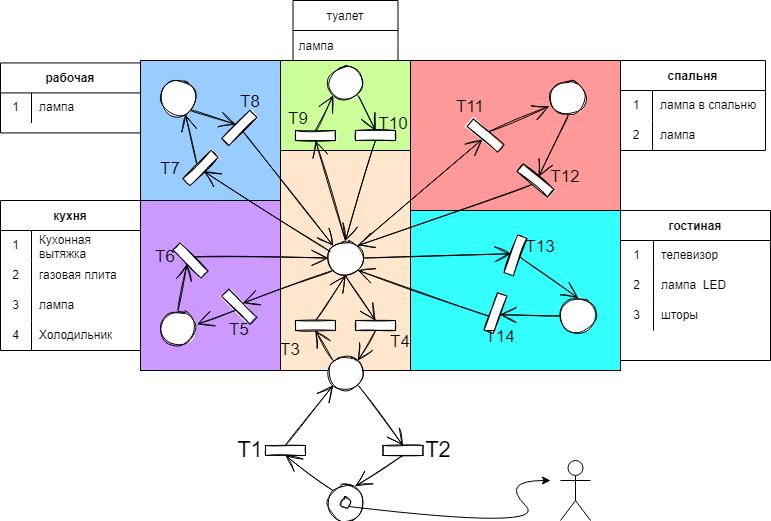 туалет
лампа
рабочая
1 лампа
спальня
1 лампа в спальню
2 лампа
T8
T7
T9
T10
T11
T12
кухня
1 Кухонная
вытяжка
2 газовая плита
3 лампа
4 Холодильник
гостиная
1 телевизор
2 лампа LED
3 шторы
T6
T5
T13
T14
T3
T4
T1
T2